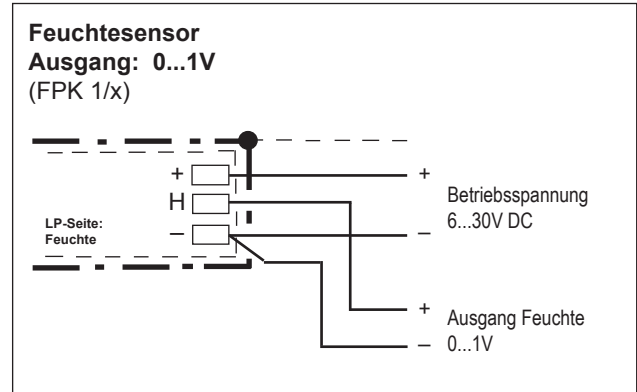 Feuchtesensor
Ausgang: 0...1V
(FPK 1/x)
+
H
–
LP-Seite:
Feuchte
+
Betriebsspannung
6...30V DC
–
+
Ausgang Feuchte
– 0...1V